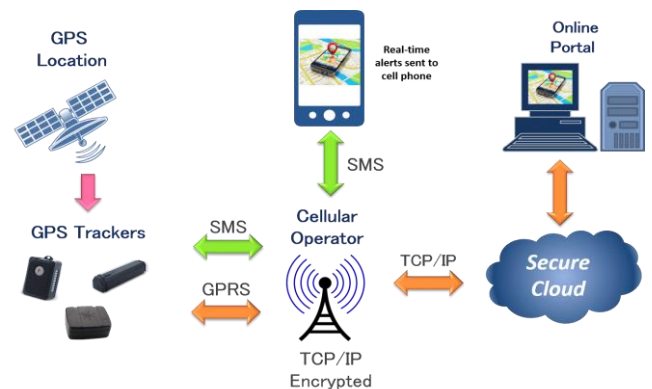 GPS
Location
Real-time
alerts sent to
cell phone
Online
Portal
SMS
GPS Trackers
SMS
Cellular
Operator
TCP/IP
Secure
Cloud
GPRS
TCP/IP
Encrypted